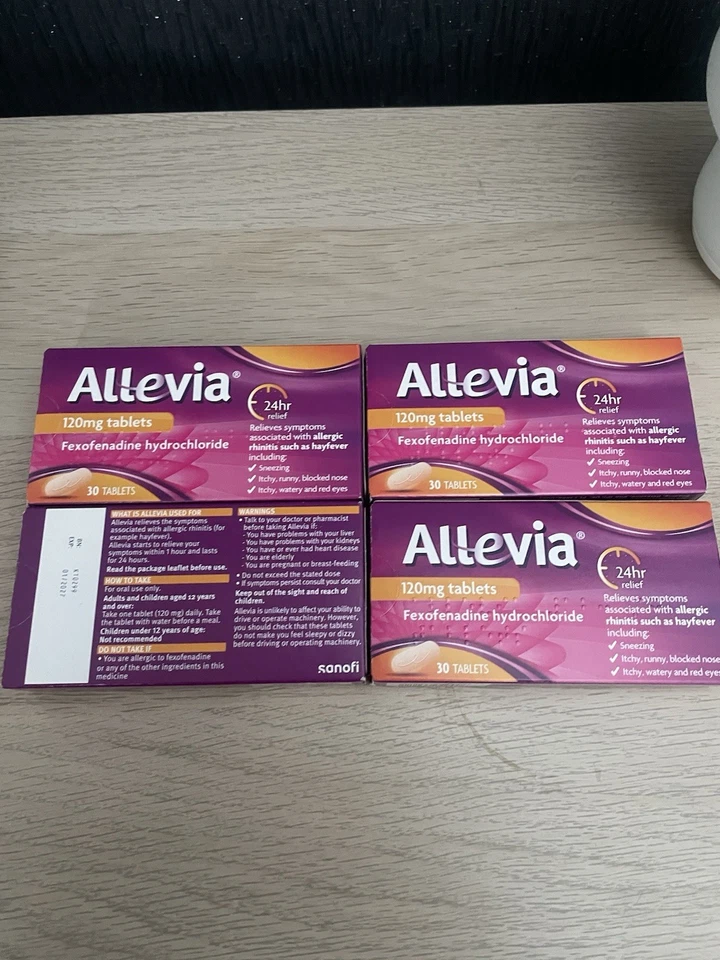 Allevia®
120mg tablets
Fexofenadine hydrochloride
30 TABLETS
24hr
relief
Relieves symptoms
associated with allergic
rhinitis such as hayfever
including:
✓ Sneezing
✓ Itchy, runny, blocked nose
✓ Itchy, watery and red eyes
Allevia®
120mg tablets
Fexofenadine hydrochloride
30 TABLETS
24hr
relief
Relieves symptoms
associated with allergic
rhinitis such as hayfever
including:
✓ Sneezing
✓ Itchy, runny, blocked nose
✓ Itchy, watery and red eyes
BN
EXP
01/2027
WHAT IS ALLEVIA USED FOR
Allevia relieves the symptoms
associated with allergic rhinitis (for
example hayfever).
Allevia starts to relieve your
symptoms within 1 hour and lasts
for 24 hours.
Read the package leaflet before use.
HOW TO TAKE
For oral use only.
Adults and children aged 12 years
and over:
Take one tablet (120 mg) daily. Take
the tablet with water before a meal.
Children under 12 years of age:
Not recommended
DO NOT TAKE IF
• You are allergic to fexofenadine
or any of the other ingredients in this
medicine
WARNINGS
• Talk to your doctor or pharmacist
before taking Allevia if:
- You have problems with your liver
- You have problems with your kidneys
- You have or ever had heart disease
- You are elderly
- You are pregnant or breast-feeding
• Do not exceed the stated dose
• If symptoms persist consult your doctor
Keep out of the sight and reach of
children.
Allevia is unlikely to affect your ability to
drive or operate machinery. However,
you should check that these tablets
do not make you feel sleepy or dizzy
before driving or operating machinery.
sanofi
Allevia®
120mg tablets
Fexofenadine hydrochloride
30 TABLETS
24hr
relief
Relieves symptoms
associated with allergic
rhinitis such as hayfever
including:
✓ Sneezing
✓ Itchy, runny, blocked nose
✓ Itchy, watery and red eyes